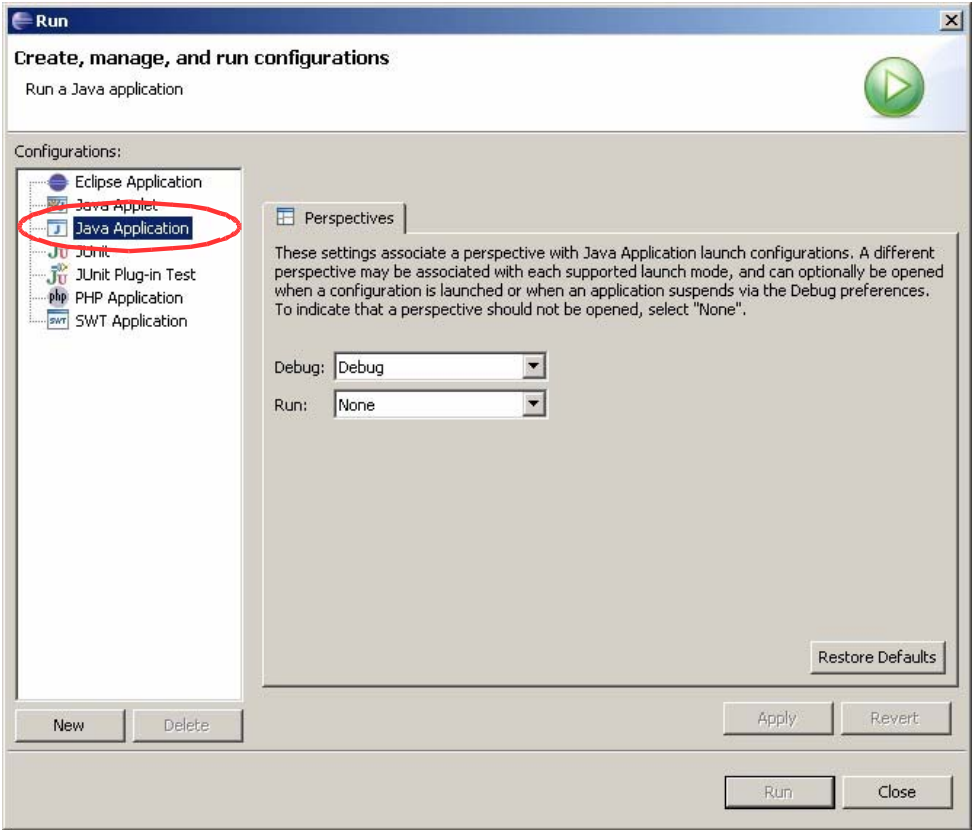 Run
Create, manage, and run configurations
Run a Java application
Configurations:
Eclipse Application
Java Applet
J Java Application
JU JUnit
JU JUnit Plug-in Test
php PHP Application
SWT SWT Application
New
Delete
Perspectives
These settings associate a perspective with Java Application launch configurations. A different
perspective may be associated with each supported launch mode, and can optionally be opened
when a configuration is launched or when an application suspends via the Debug preferences.
To indicate that a perspective should not be opened, select "None".
Debug: Debug
Run: None
Restore Defaults
Apply
Revert
Run
Close